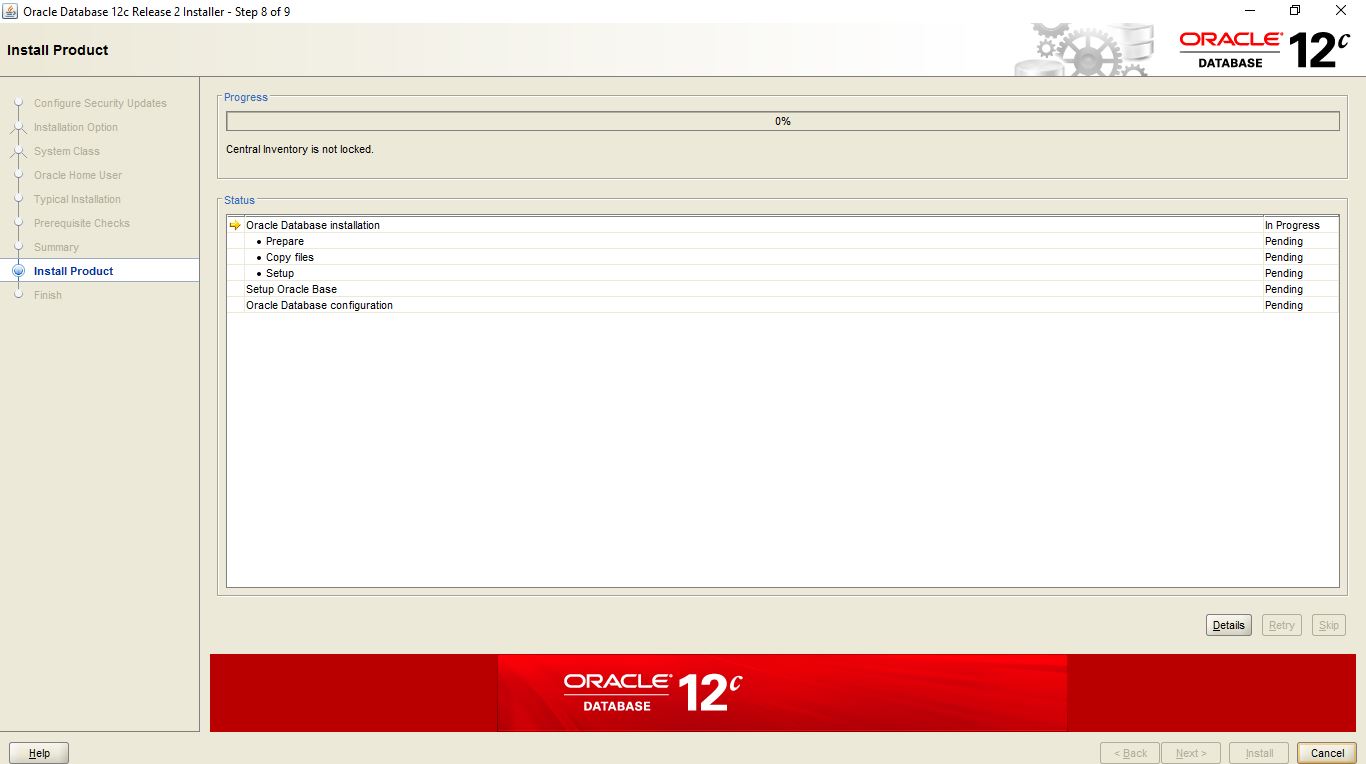 Oracle Database 12c Release 2 Installer - Step 8 of 9
Install Product
ORACLE 12c
DATABASE
Configure Security Updates
Installation Option
System Class
Oracle Home User
Typical Installation
Prerequisite Checks
Summary
Install Product
Finish
Progress
0%
Central Inventory is not locked.
Status
Oracle Database installation In Progress
• Prepare Pending
• Copy files Pending
• Setup Pending
Setup Oracle Base Pending
Oracle Database configuration Pending
Details Retry Skip
ORACLE 12c
DATABASE
Help < Back Next > Install Cancel